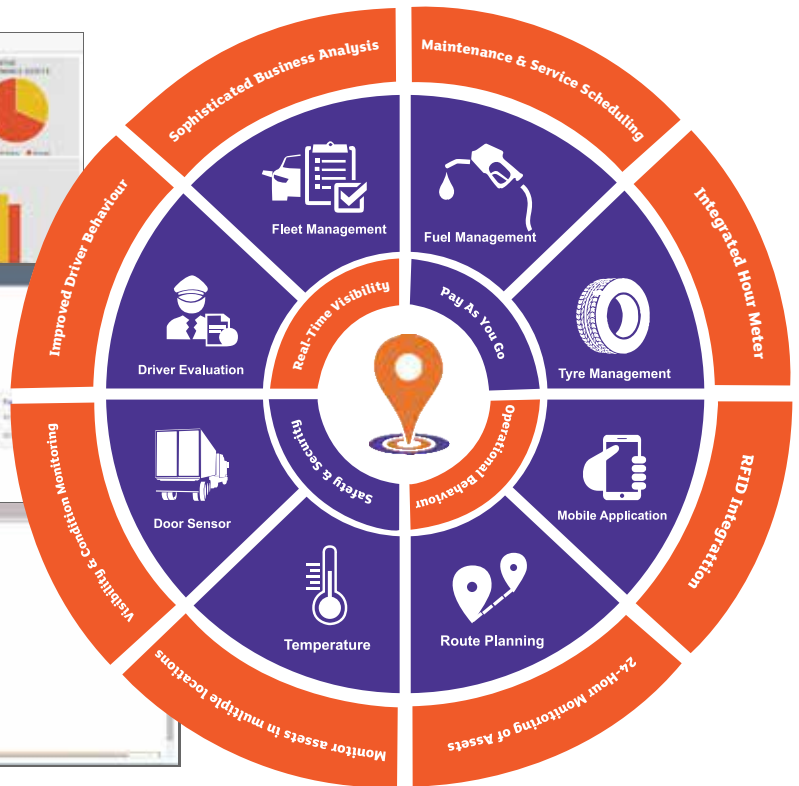 Sophisticated Business Analysis
Maintenance & Service Scheduling
Integrated Hour Meter
RFID Integrattion
24-Hour Monitoring of Assets
Monitor assets in multiple locations
Visibility & Condition Monitoring
Improved Driver Behaviour
Fleet Management
Fuel Management
Tyre Management
Mobile Application
Route Planning
Temperature
Door Sensor
Driver Evaluation
Real-Time Visibility
Pay As You Go
Operational Behaviour
Safety & Security